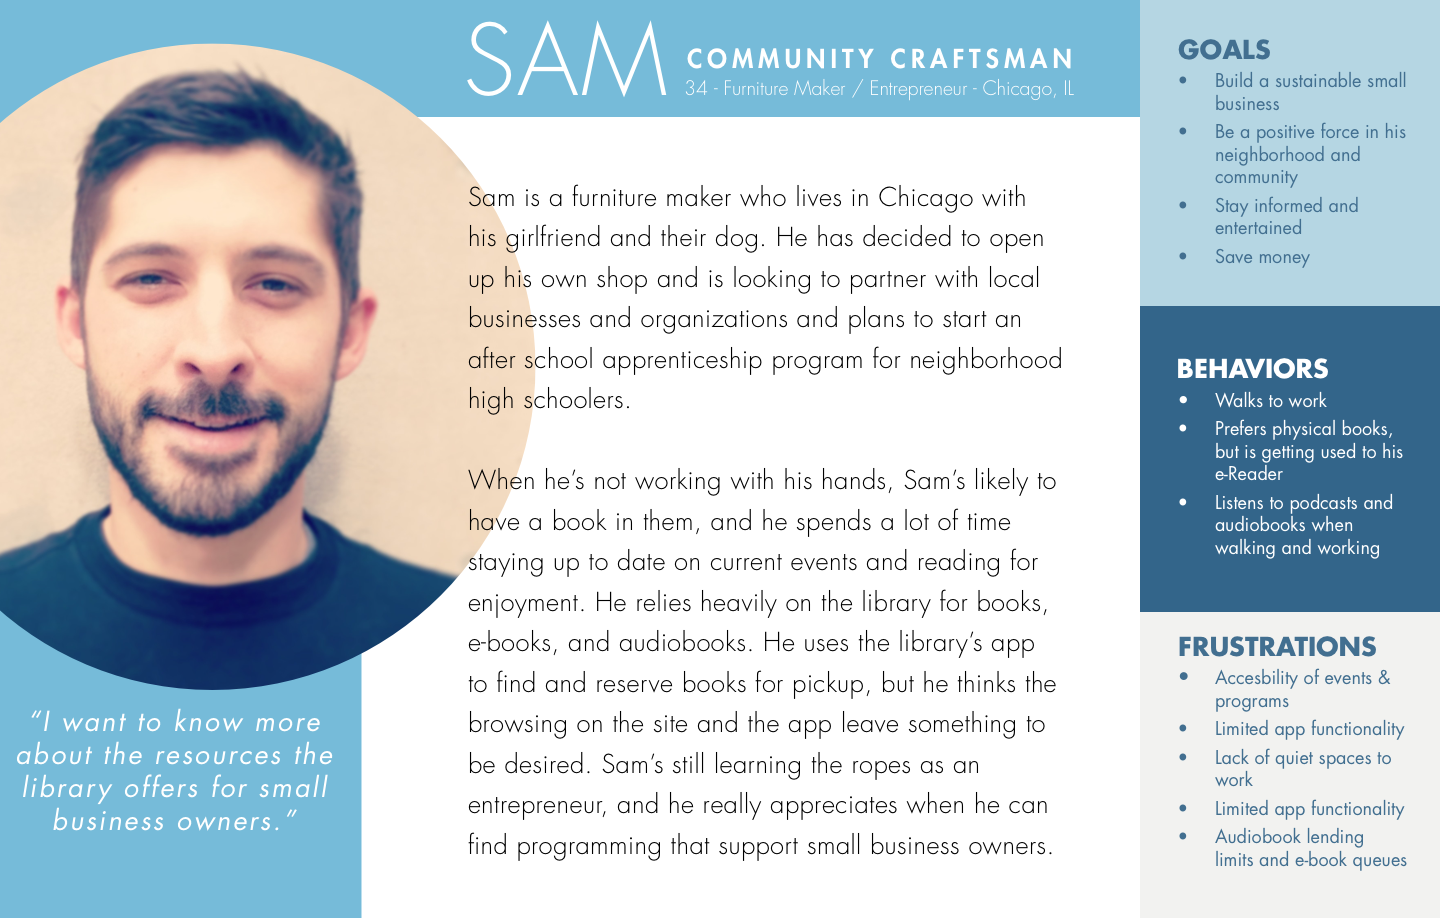 SAM
COMMUNITY CRAFTSMAN
34 - Furniture Maker / Entrepreneur - Chicago, IL
Sam is a furniture maker who lives in Chicago with
his girlfriend and their dog. He has decided to open
up his own shop and is looking to partner with local
businesses and organizations and plans to start an
after school apprenticeship program for neighborhood
high schoolers.
When he’s not working with his hands, Sam’s likely to
have a book in them, and he spends a lot of time
staying up to date on current events and reading for
enjoyment. He relies heavily on the library for books,
e-books, and audiobooks. He uses the library’s app
to find and reserve books for pickup, but he thinks the
browsing on the site and the app leave something to
be desired. Sam’s still learning the ropes as an
entrepreneur, and he really appreciates when he can
find programming that support small business owners.
“I want to know more
about the resources the
library offers for small
business owners.”
GOALS
• Build a sustainable small
business
• Be a positive force in his
neighborhood and
community
• Stay informed and
entertained
• Save money
BEHAVIORS
• Walks to work
• Prefers physical books,
but is getting used to his
e-Reader
• Listens to podcasts and
audiobooks when
walking and working
FRUSTRATIONS
• Accesbility of events &
programs
• Limited app functionality
• Lack of quiet spaces to
work
• Limited app functionality
• Audiobook lending
limits and e-book queues